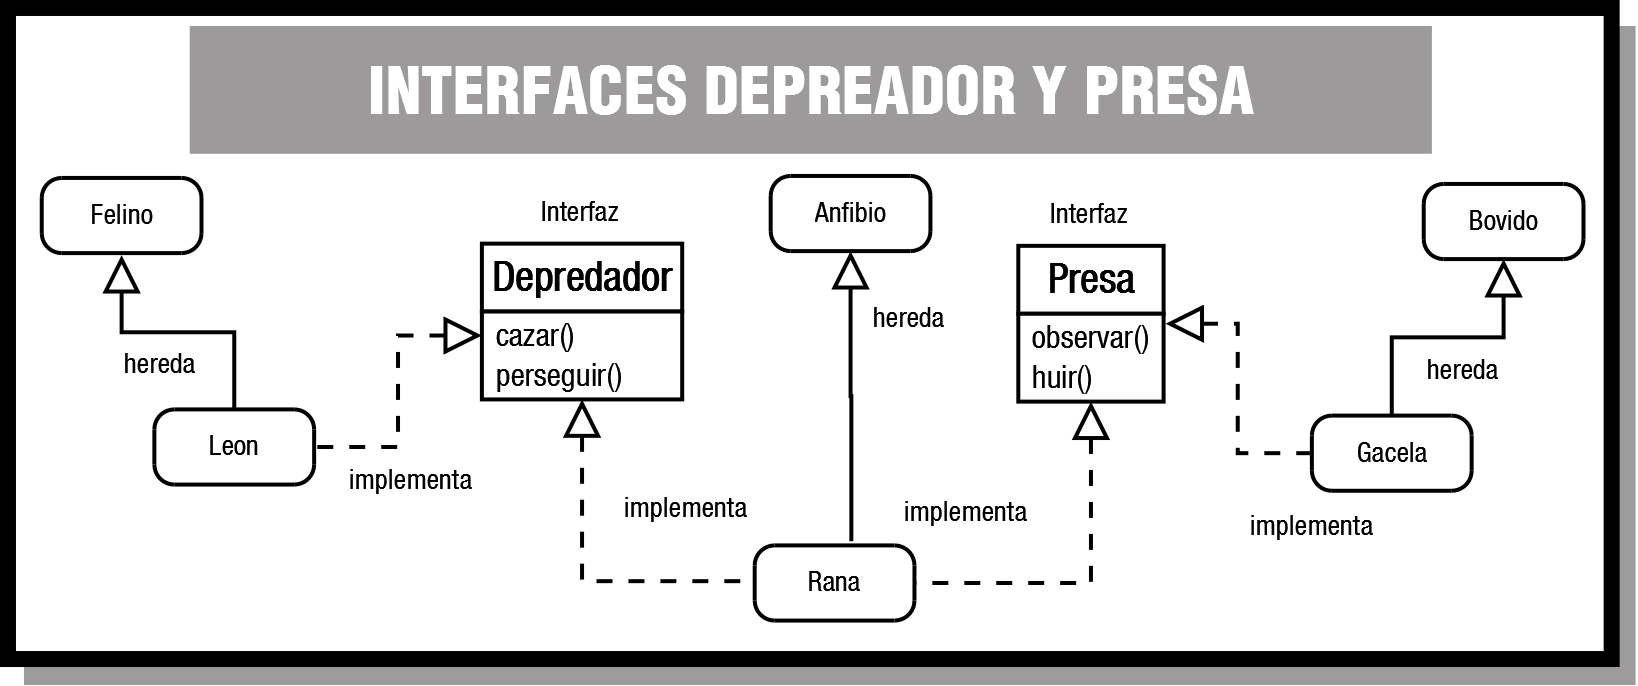 INTERFACES DEPREADOR Y PRESA
Felino
hereda
Leon
implementa
Interfaz
Depredador
cazar()
perseguir()
implementa
Anfibio
hereda
Rana
implementa
Interfaz
Presa
observar()
huir()
Bovido
hereda
Gacela
implementa